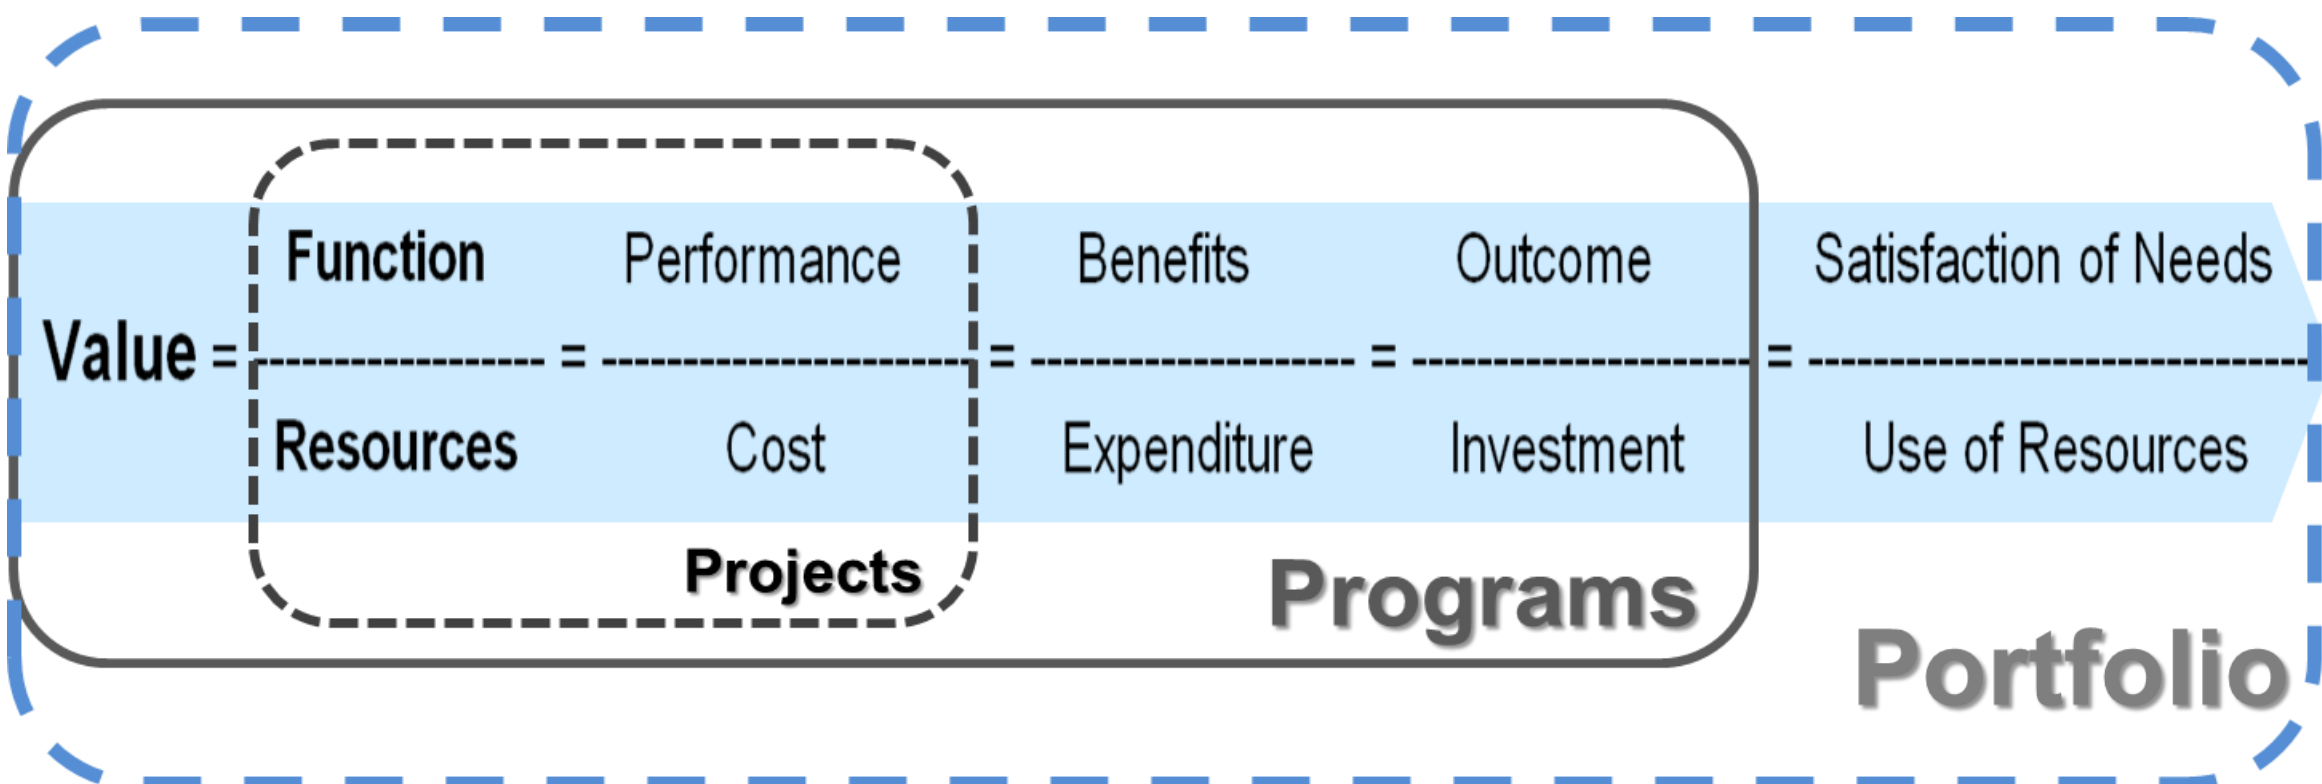 Function Performance Benefits Outcome Satisfaction of Needs
Value = ------------------ = ----------------------- = -------------------- = --------------------- = -------------------------------
Resources Cost Expenditure Investment Use of Resources
Projects
Programs
Portfolio